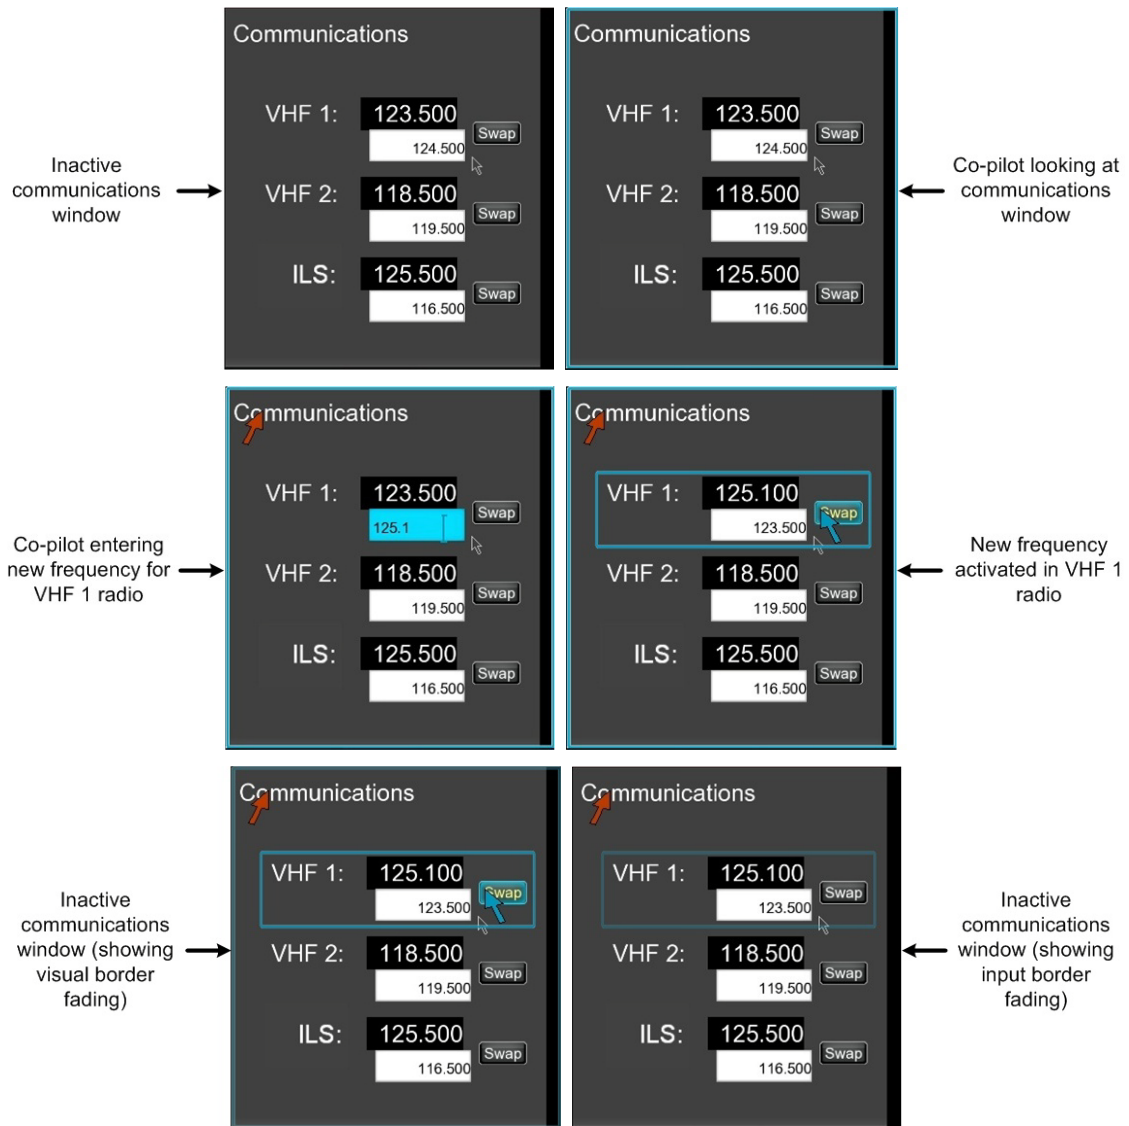 Communications
VHF 1: 123.500
124.500
Swap
VHF 2: 118.500
119.500
Swap
ILS: 125.500
116.500
Swap
Inactive
communications
window
Communications
VHF 1: 123.500
124.500
Swap
VHF 2: 118.500
119.500
Swap
ILS: 125.500
116.500
Swap
Co-pilot looking at
communications
window
Communications
VHF 1: 123.500
125.1
Swap
VHF 2: 118.500
119.500
Swap
ILS: 125.500
116.500
Swap
Co-pilot entering
new frequency for
VHF 1 radio
Communications
VHF 1: 125.100
123.500
Swap
VHF 2: 118.500
119.500
Swap
ILS: 125.500
116.500
Swap
New frequency
activated in VHF 1
radio
Communications
VHF 1: 125.100
123.500
Swap
VHF 2: 118.500
119.500
Swap
ILS: 125.500
116.500
Swap
Inactive
communications
window (showing
visual border
fading)
Communications
VHF 1: 125.100
123.500
Swap
VHF 2: 118.500
119.500
Swap
ILS: 125.500
116.500
Swap
Inactive
communications
window (showing
input border
fading)